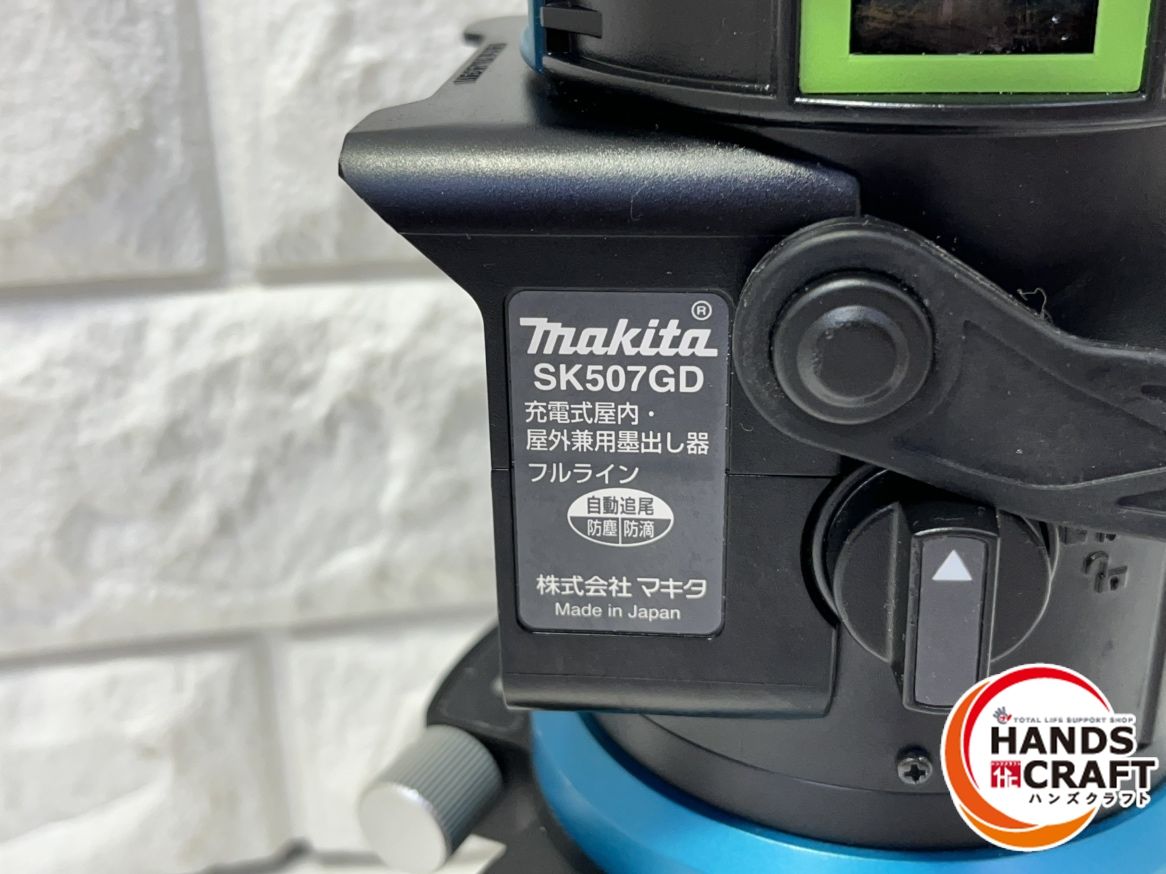 makita®
SK507GD
充電式屋内・
屋外兼用墨出し器
フルライン
自動追尾
防塵 防滴
株式会社 マキタ
Made in Japan
TOTAL LIFE SUPPORT SHOP
HANDS
CRAFT
ハンズクラフト